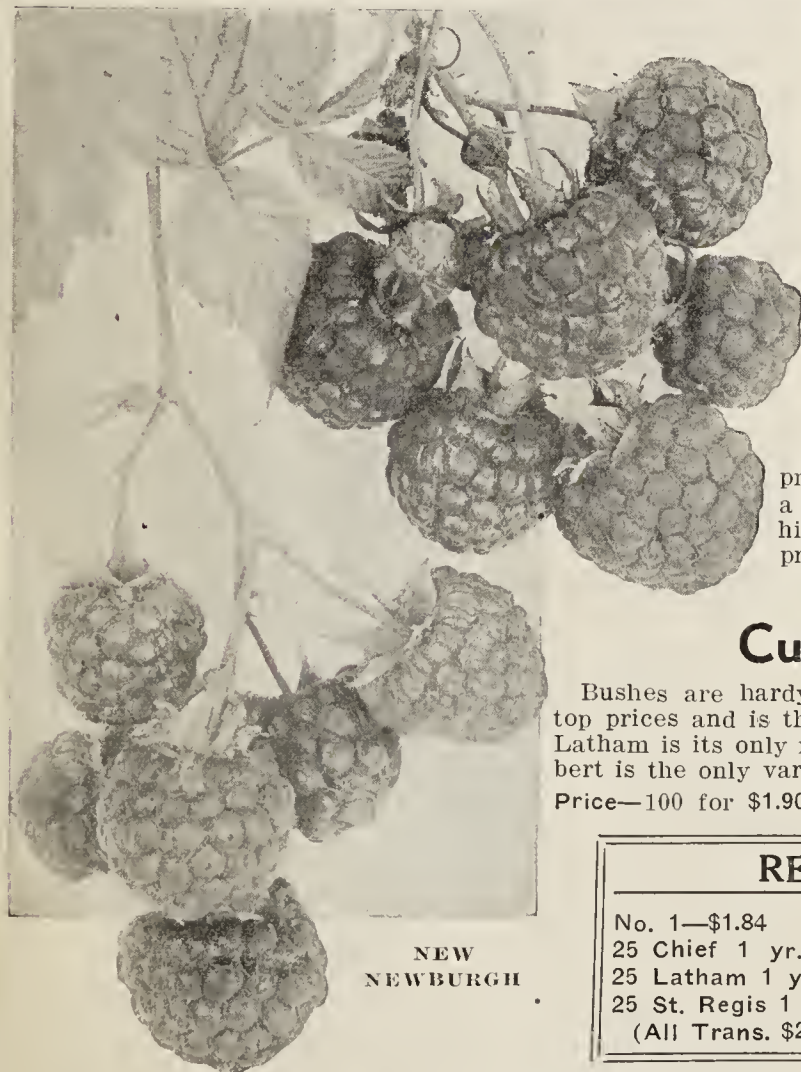 pr
a
hi
pr
Cu
Bushes are hardy
top prices and is th
Latham is its only
bert is the only var
Price—100 for $1.90
NEW
NEWBURGH
RE
No. 1—$1.84
25 Chief 1 yr.
25 Latham 1 y
25 St. Regis 1
(All Trans. $2